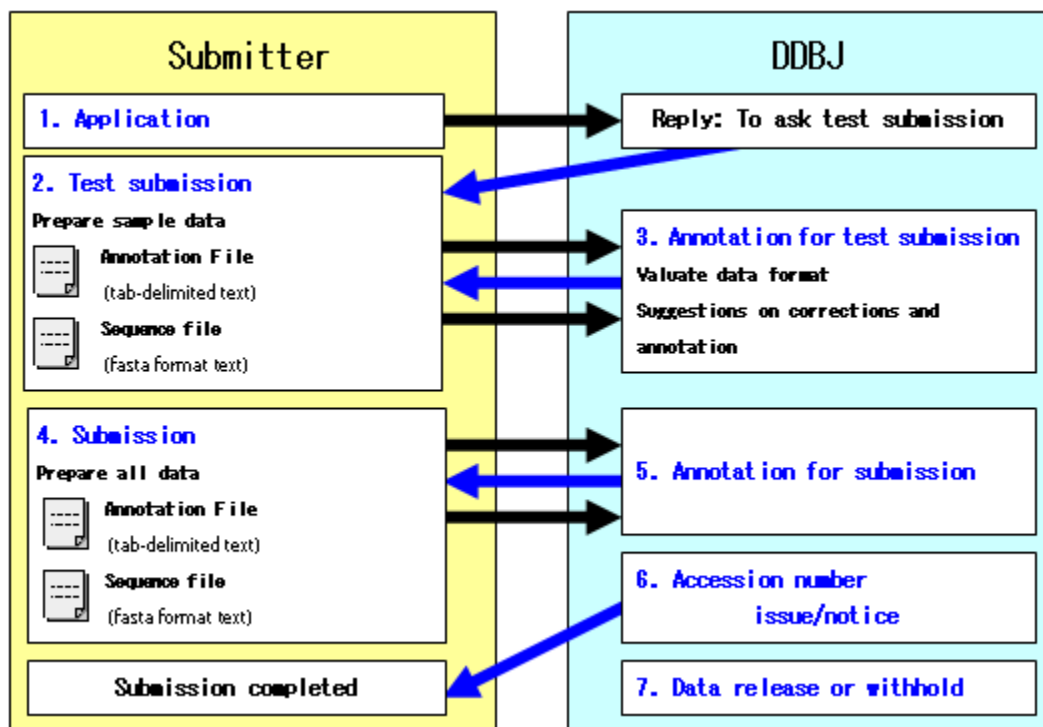 Submitter
1. Application
2. Test submission
Prepare sample data
Annotation File
(tab-delimited text)
Sequence file
(fasta format text)
4. Submission
Prepare all data
Annotation File
(tab-delimited text)
Sequence file
(fasta format text)
Submission completed
DDBJ
Reply: To ask test submission
3. Annotation for test submission
Valuate data format
Suggestions on corrections and
annotation
5. Annotation for submission
6. Accession number
issue/notice
7. Data release or withhold